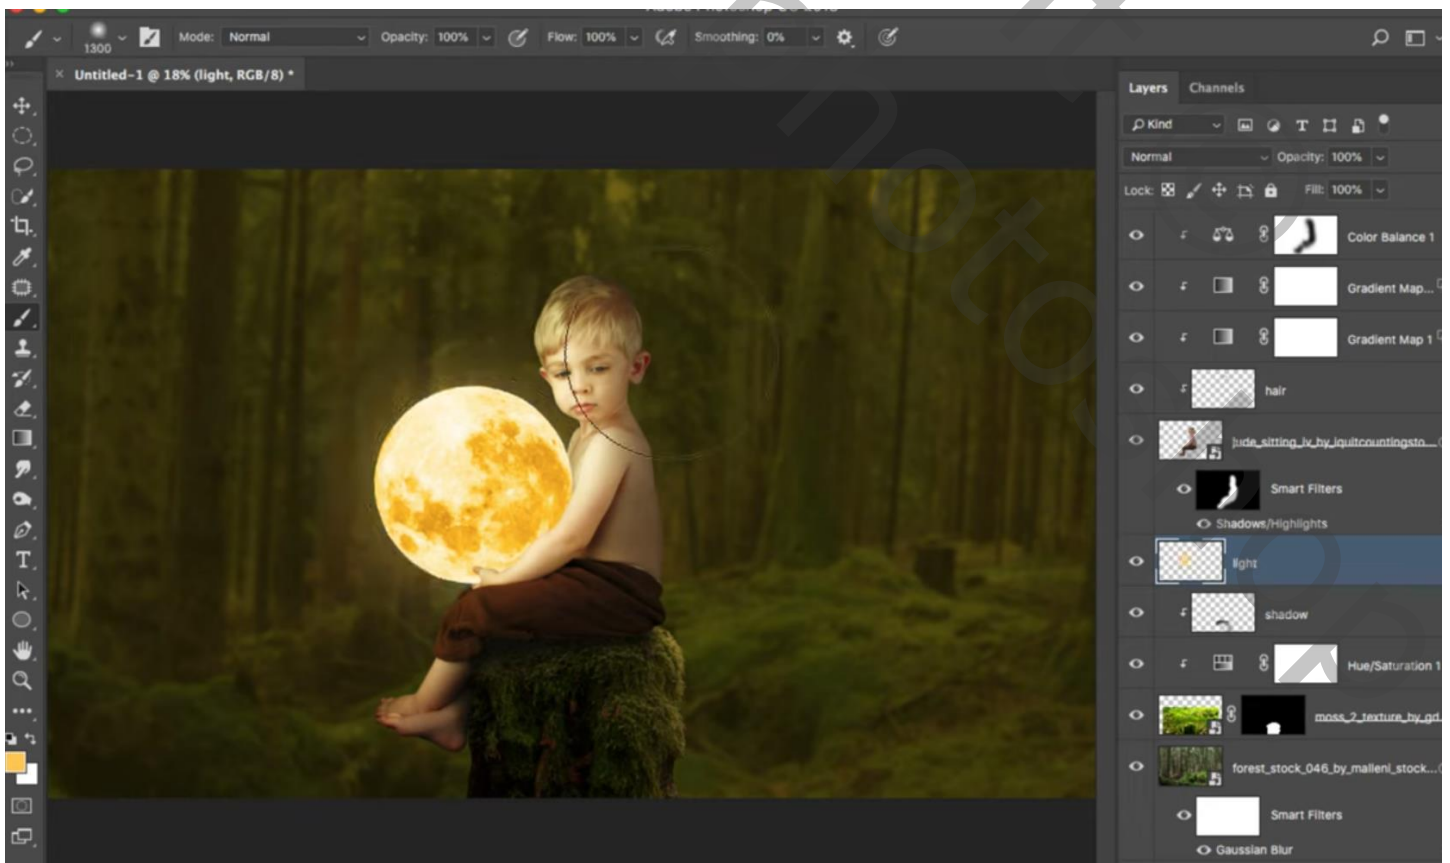 1300
Mode: Normal
Opacity: 100%
Flow: 100%
Smoothing: 0%
× Untitled-1 @ 18% (light, RGB/8) *
Layers
Channels
Kind
Normal
Opacity: 100%
Lock:
Fill: 100%
Color Balance 1
Gradient Map...
Gradient Map 1
hair
jude_sitting_iv_by_iquitcountingsto...
Smart Filters
Shadows/Highlights
light
shadow
Hue/Saturation 1
moss_2_texture_by_gd
forest_stock_046_by_malleni_stock...
Smart Filters
Gaussian Blur